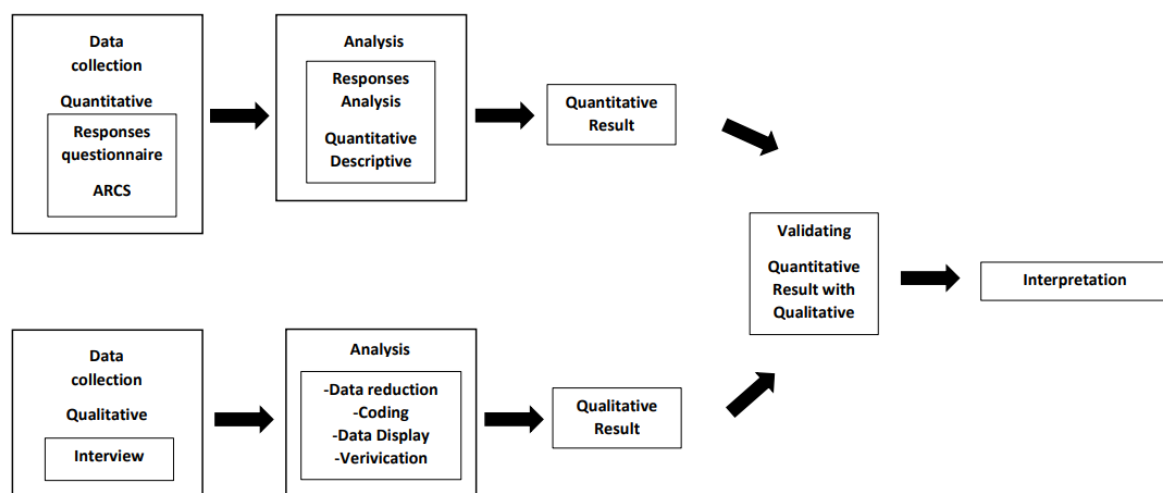 Data
collection
Quantitative
Responses
questionnaire
ARCS
Analysis
Responses
Analysis
Quantitative
Descriptive
Quantitative
Result
Validating
Quantitative
Result with
Qualitative
Interpretation
Data
collection
Qualitative
Interview
Analysis
-Data reduction
-Coding
-Data Display
-Verivication
Qualitative
Result